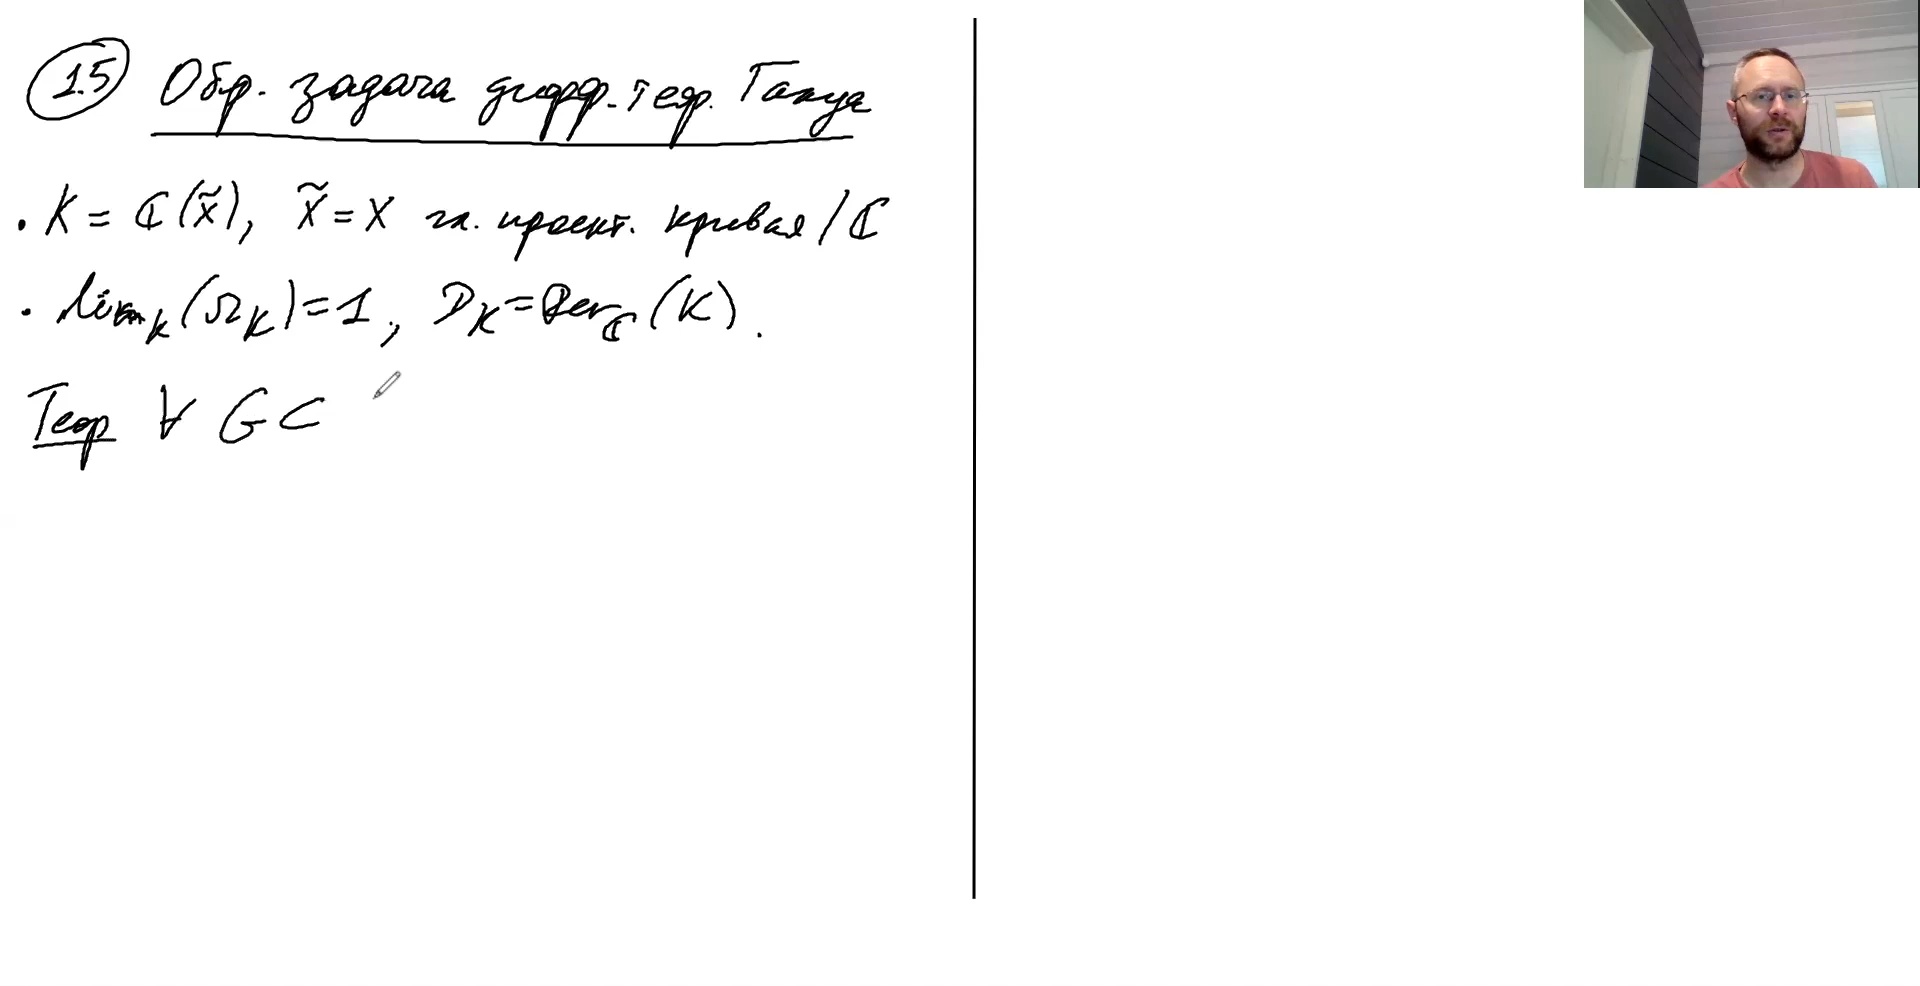 1.5 Обр. задача дифф. теор. Галуа
• K = ℂ(X̃), X̃ = X гл. проект. кривая / ℂ
• dim_K(Ω_K) = 1, D_K = Der_ℂ(K).
Теор ∀ G ⊂